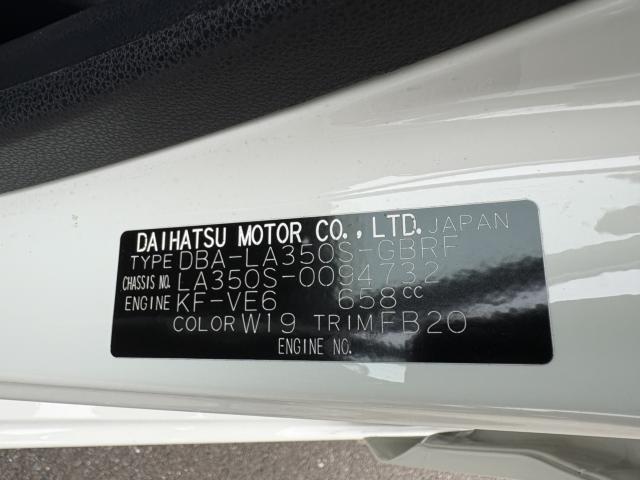 DAIHATSU MOTOR CO.,LTD. JAPAN
TYPE DBA-LA350S-GBRF
CHASSIS NO. LA350S-0094732
ENGINE KF-VE6 658cc
COLOR W19 TRIM FB20
ENGINE NO.